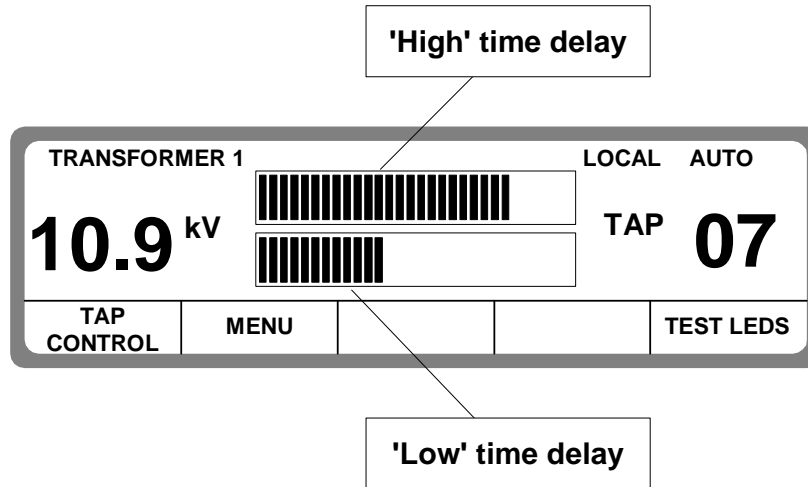 'High' time delay
TRANSFORMER 1
LOCAL AUTO
10.9 kV
TAP 07
TAP
CONTROL
MENU
TEST LEDS
'Low' time delay